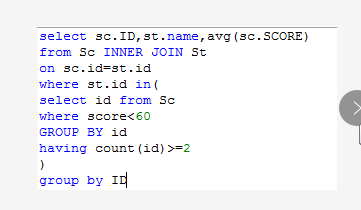 select sc.ID,st.name,avg(sc.SCORE)
from Sc INNER JOIN St
on sc.id=st.id
where st.id in(
select id from Sc
where score<60
GROUP BY id
having count(id)>=2
)
group by ID